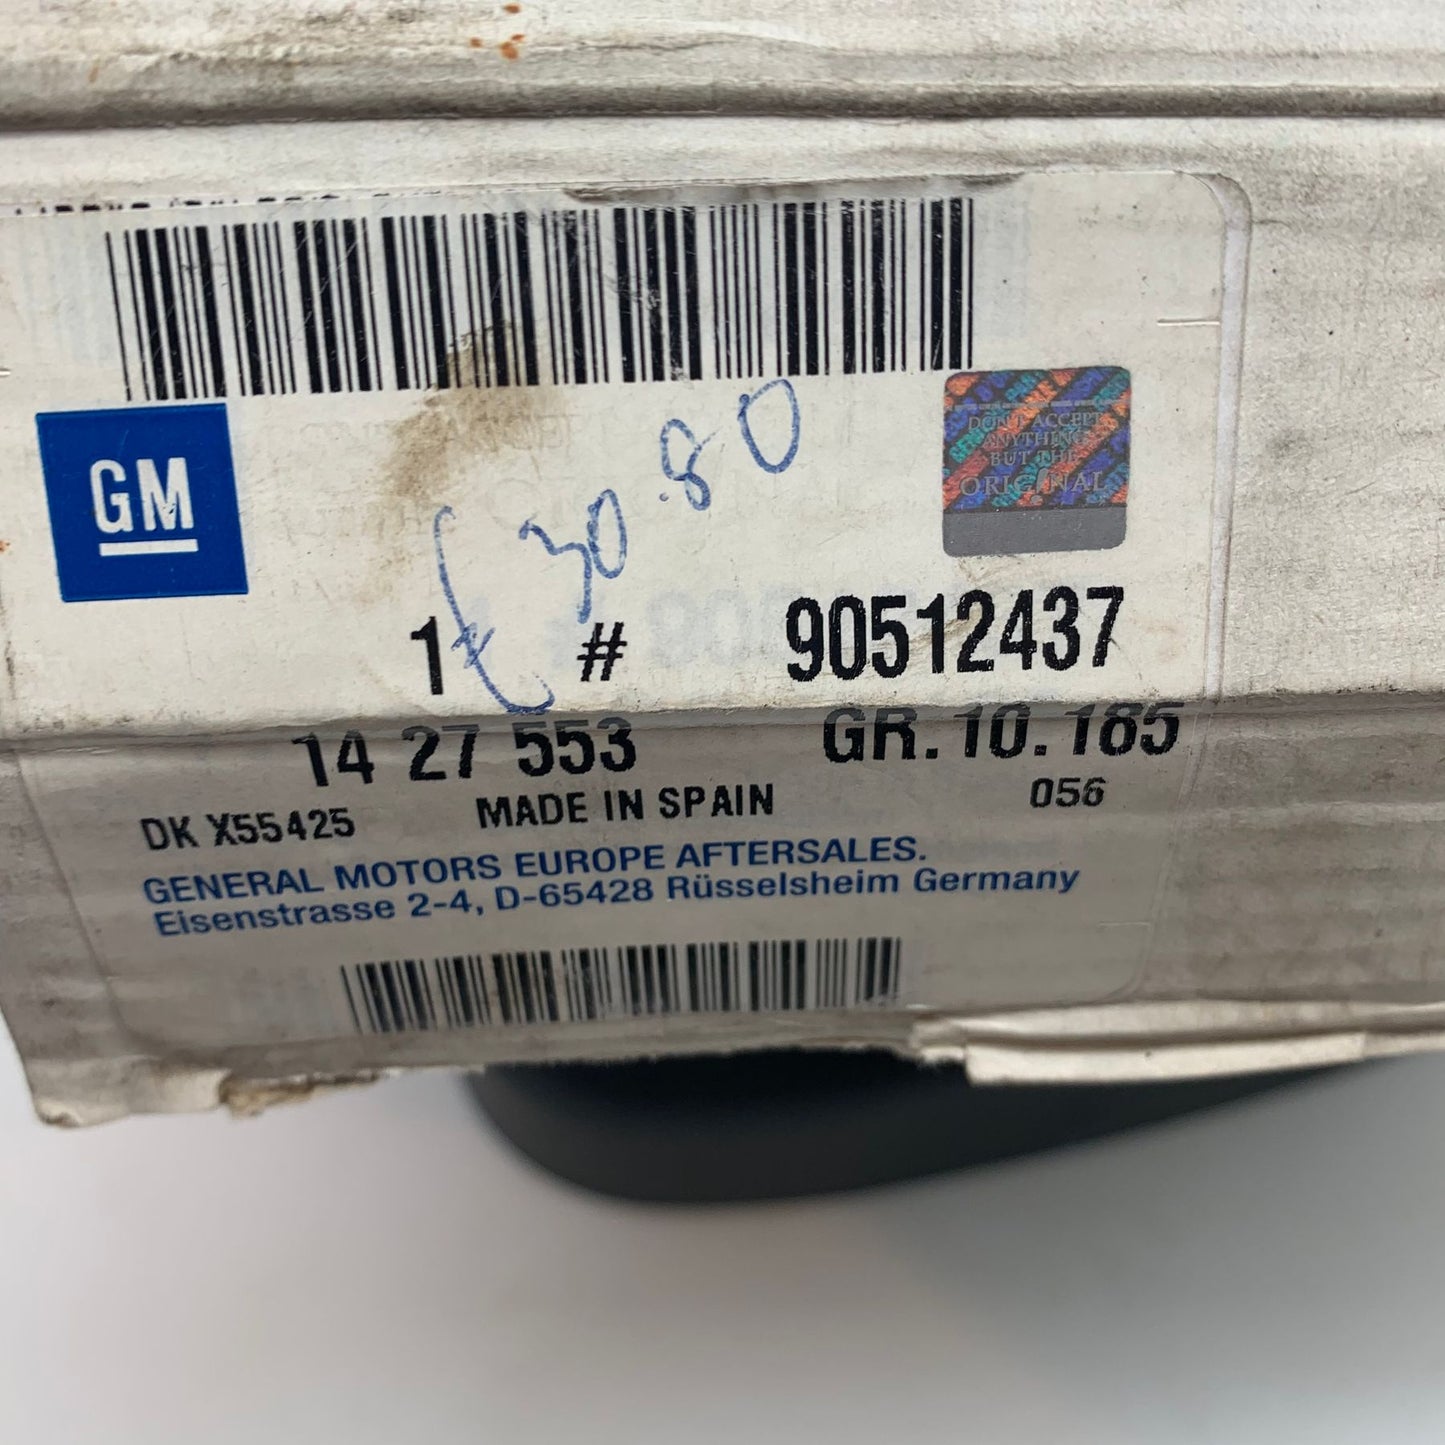 GM
£30.80
DON'T ACCEPT
ANYTHING
BUT THE
ORIGINAL
1 # 90512437
14 27 553 GR.10.165
DK X55425 MADE IN SPAIN 056
GENERAL MOTORS EUROPE AFTERSALES.
Eisenstrasse 2-4, D-65428 Rüsselsheim Germany